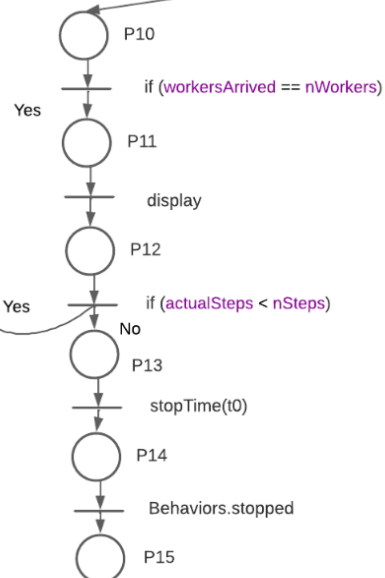 P10
if (workersArrived == nWorkers)
Yes
P11
display
P12
Yes
if (actualSteps < nSteps)
No
P13
stopTime(t0)
P14
Behaviors.stopped
P15